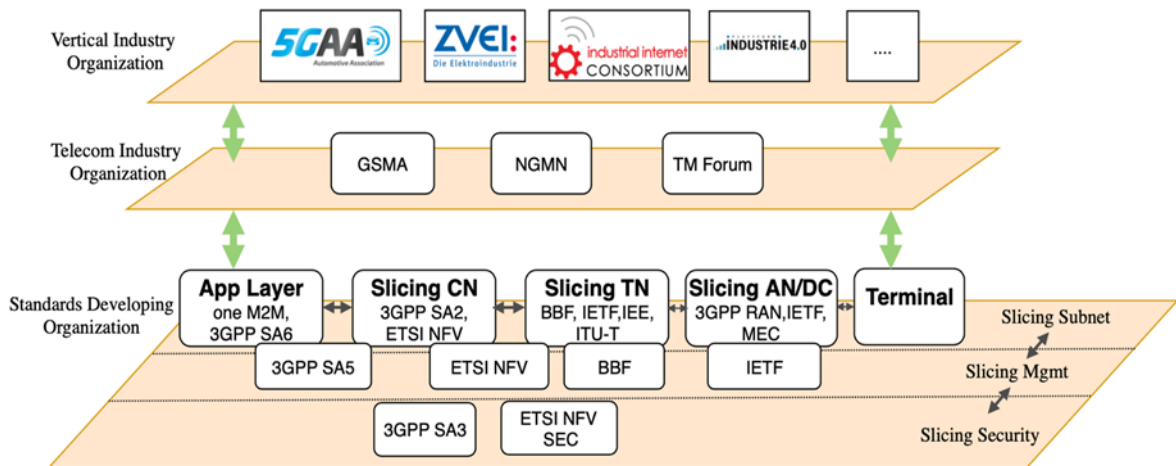 Vertical Industry
Organization
5GAA
Automotive Association
ZVEI:
Die Elektroindustrie
industrial internet
CONSORTIUM
PLATTFORM
INDUSTRIE4.0
....
Telecom Industry
Organization
GSMA
NGMN
TM Forum
Standards Developing
Organization
App Layer
one M2M,
3GPP SA6
Slicing CN
3GPP SA2,
ETSI NFV
Slicing TN
BBF, IETF,IEE,
ITU-T
Slicing AN/DC
3GPP RAN,IETF,
MEC
Terminal
Slicing Subnet
3GPP SA5
ETSI NFV
BBF
IETF
Slicing Mgmt
3GPP SA3
ETSI NFV
SEC
Slicing Security